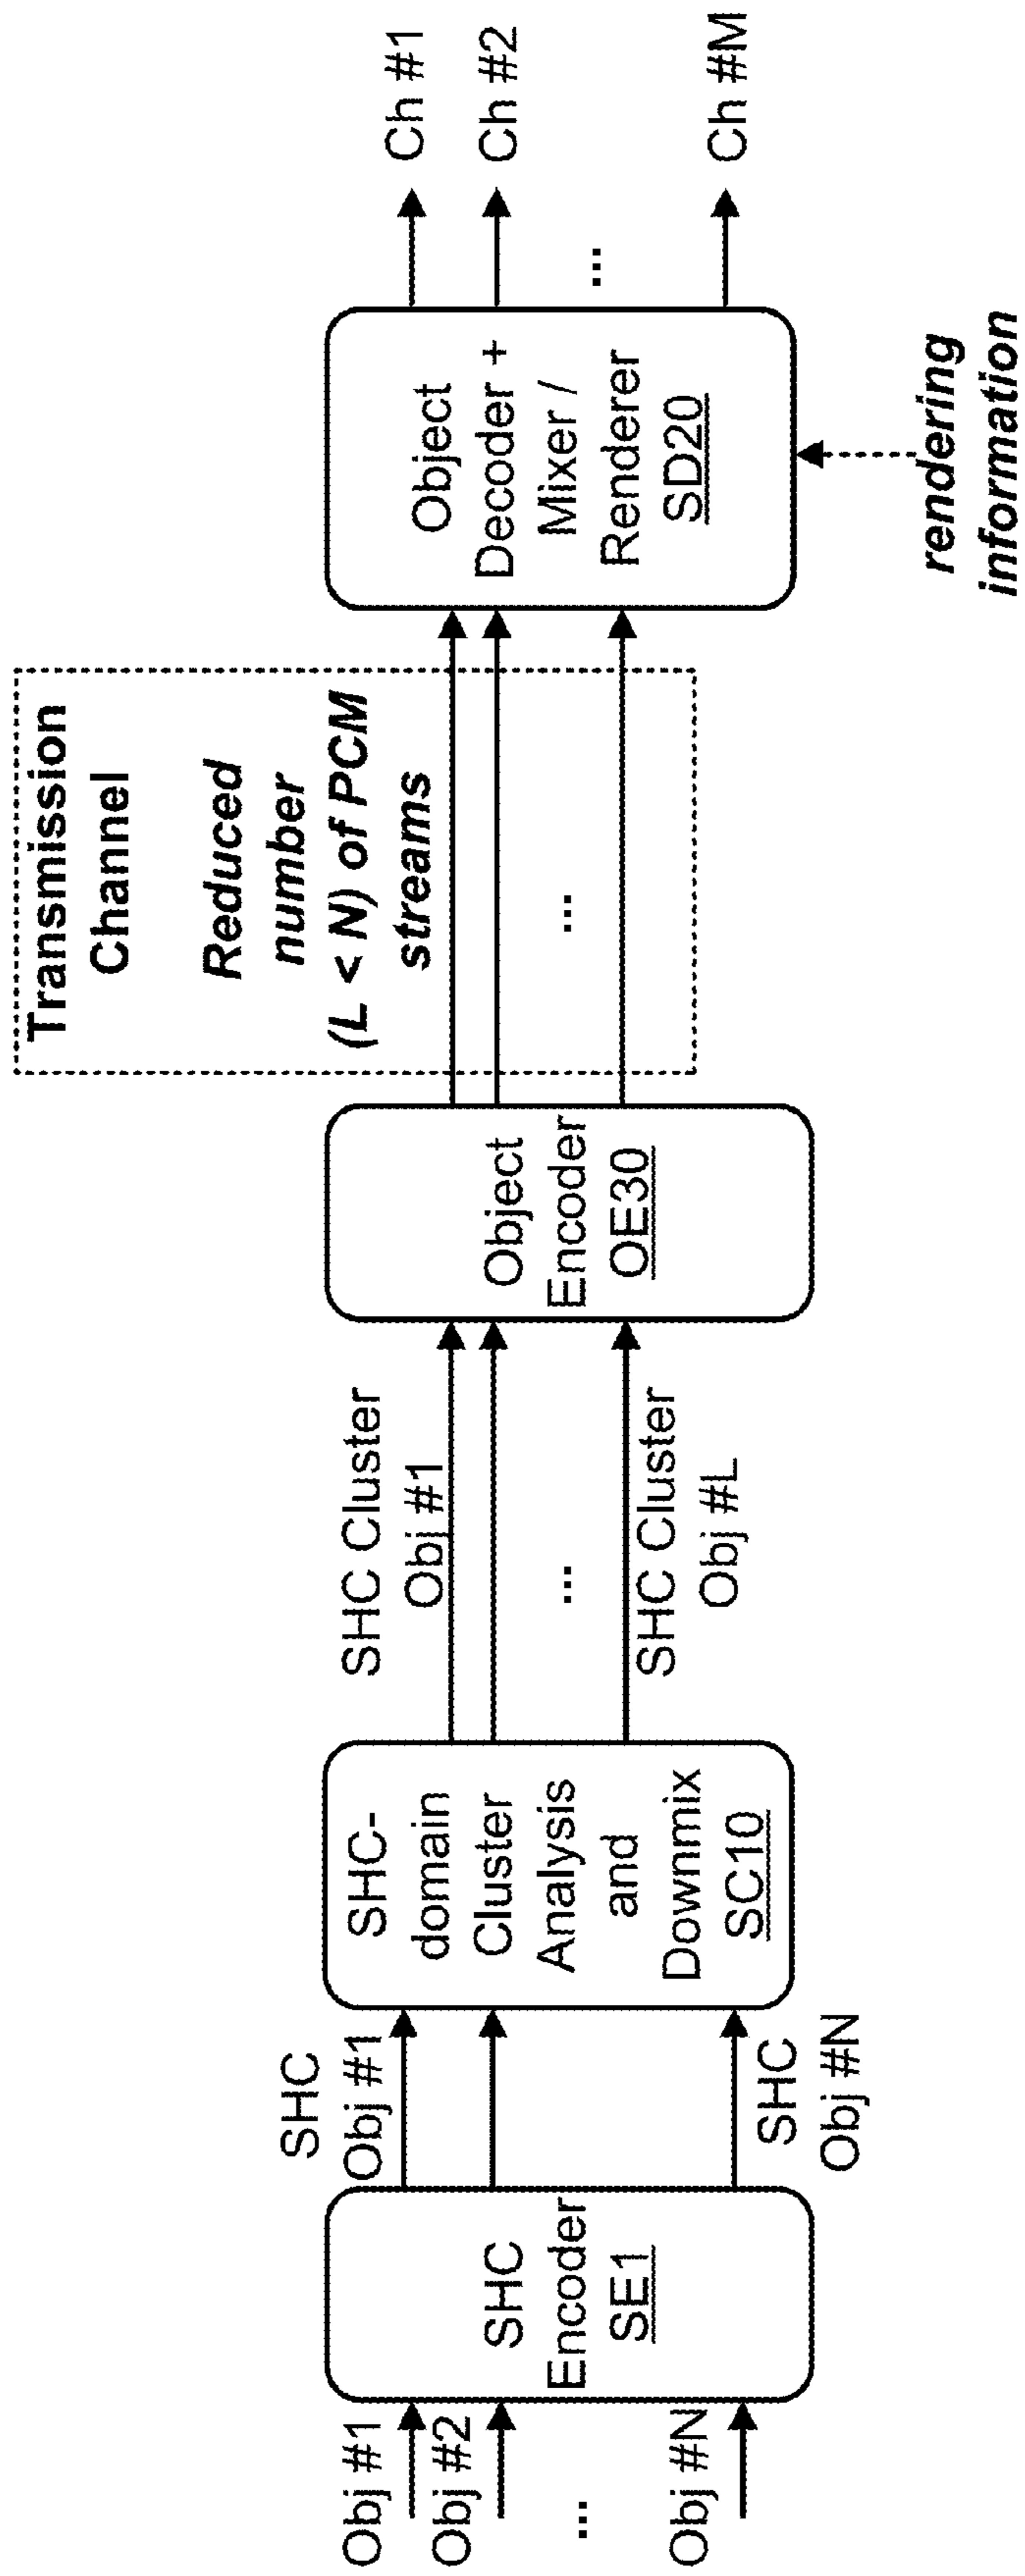 Obj #1
Obj #2
...
Obj #N
SHC
Encoder
SE1
SHC
Obj #1
SHC
Obj #N
SHC-
domain
Cluster
Analysis
and
Downmix
SC10
SHC Cluster
Obj #1
...
SHC Cluster
Obj #L
Object
Encoder
OE30
Transmission
Channel
Reduced
number
(L < N) of PCM
streams
...
Object
Decoder +
Mixer /
Renderer
SD20
rendering
information
Ch #1
Ch #2
...
Ch #M